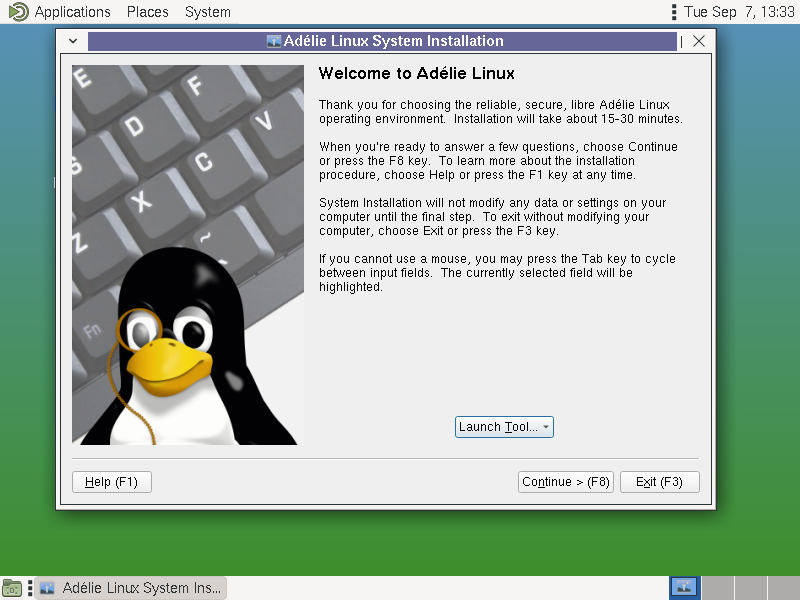 Applications Places System
Tue Sep 7, 13:33
Adélie Linux System Installation
E
F
D
V
S
C
X
Z
~
Fn
Welcome to Adélie Linux
Thank you for choosing the reliable, secure, libre Adélie Linux
operating environment. Installation will take about 15-30 minutes.
When you're ready to answer a few questions, choose Continue
or press the F8 key. To learn more about the installation
procedure, choose Help or press the F1 key at any time.
System Installation will not modify any data or settings on your
computer until the final step. To exit without modifying your
computer, choose Exit or press the F3 key.
If you cannot use a mouse, you may press the Tab key to cycle
between input fields. The currently selected field will be
highlighted.
Launch Tool...
Help (F1)
Continue > (F8)
Exit (F3)
Adélie Linux System Ins...